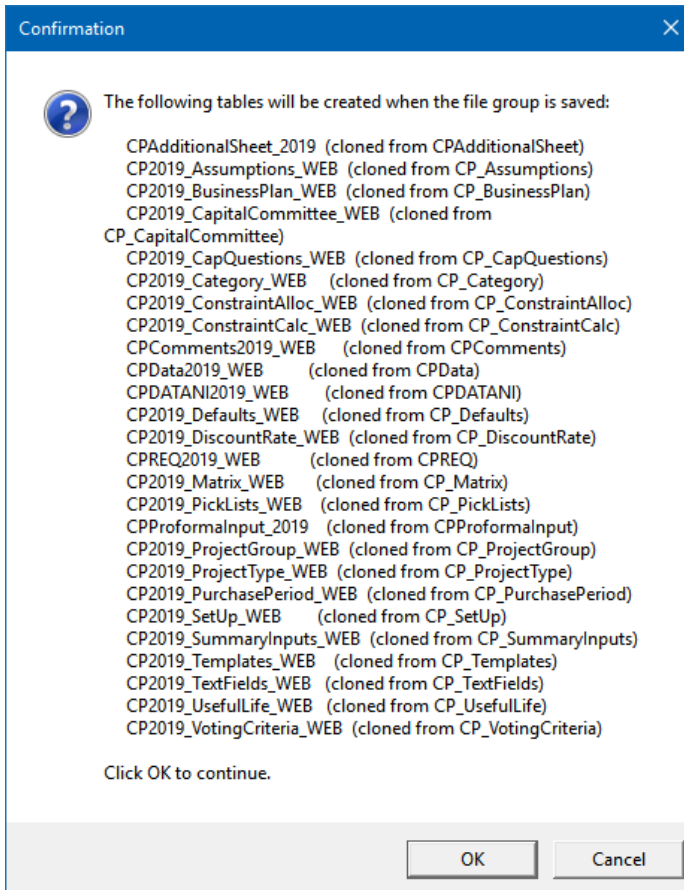 Confirmation
The following tables will be created when the file group is saved:
CPAdditionalSheet_2019 (cloned from CPAdditionalSheet)
CP2019_Assumptions_WEB (cloned from CP_Assumptions)
CP2019_BusinessPlan_WEB (cloned from CP_BusinessPlan)
CP2019_CapitalCommittee_WEB (cloned from
CP_CapitalCommittee)
CP2019_CapQuestions_WEB (cloned from CP_CapQuestions)
CP2019_Category_WEB (cloned from CP_Category)
CP2019_ConstraintAlloc_WEB (cloned from CP_ConstraintAlloc)
CP2019_ConstraintCalc_WEB (cloned from CP_ConstraintCalc)
CPComments2019_WEB (cloned from CPComments)
CPData2019_WEB (cloned from CPData)
CPDATANI2019_WEB (cloned from CPDATANI)
CP2019_Defaults_WEB (cloned from CP_Defaults)
CP2019_DiscountRate_WEB (cloned from CP_DiscountRate)
CPREQ2019_WEB (cloned from CPREQ)
CP2019_Matrix_WEB (cloned from CP_Matrix)
CP2019_PickLists_WEB (cloned from CP_PickLists)
CPProformaInput_2019 (cloned from CPProformaInput)
CP2019_ProjectGroup_WEB (cloned from CP_ProjectGroup)
CP2019_ProjectType_WEB (cloned from CP_ProjectType)
CP2019_PurchasePeriod_WEB (cloned from CP_PurchasePeriod)
CP2019_SetUp_WEB (cloned from CP_SetUp)
CP2019_SummaryInputs_WEB (cloned from CP_SummaryInputs)
CP2019_Templates_WEB (cloned from CP_Templates)
CP2019_TextFields_WEB (cloned from CP_TextFields)
CP2019_UsefulLife_WEB (cloned from CP_UsefulLife)
CP2019_VotingCriteria_WEB (cloned from CP_VotingCriteria)
Click OK to continue.
OK
Cancel